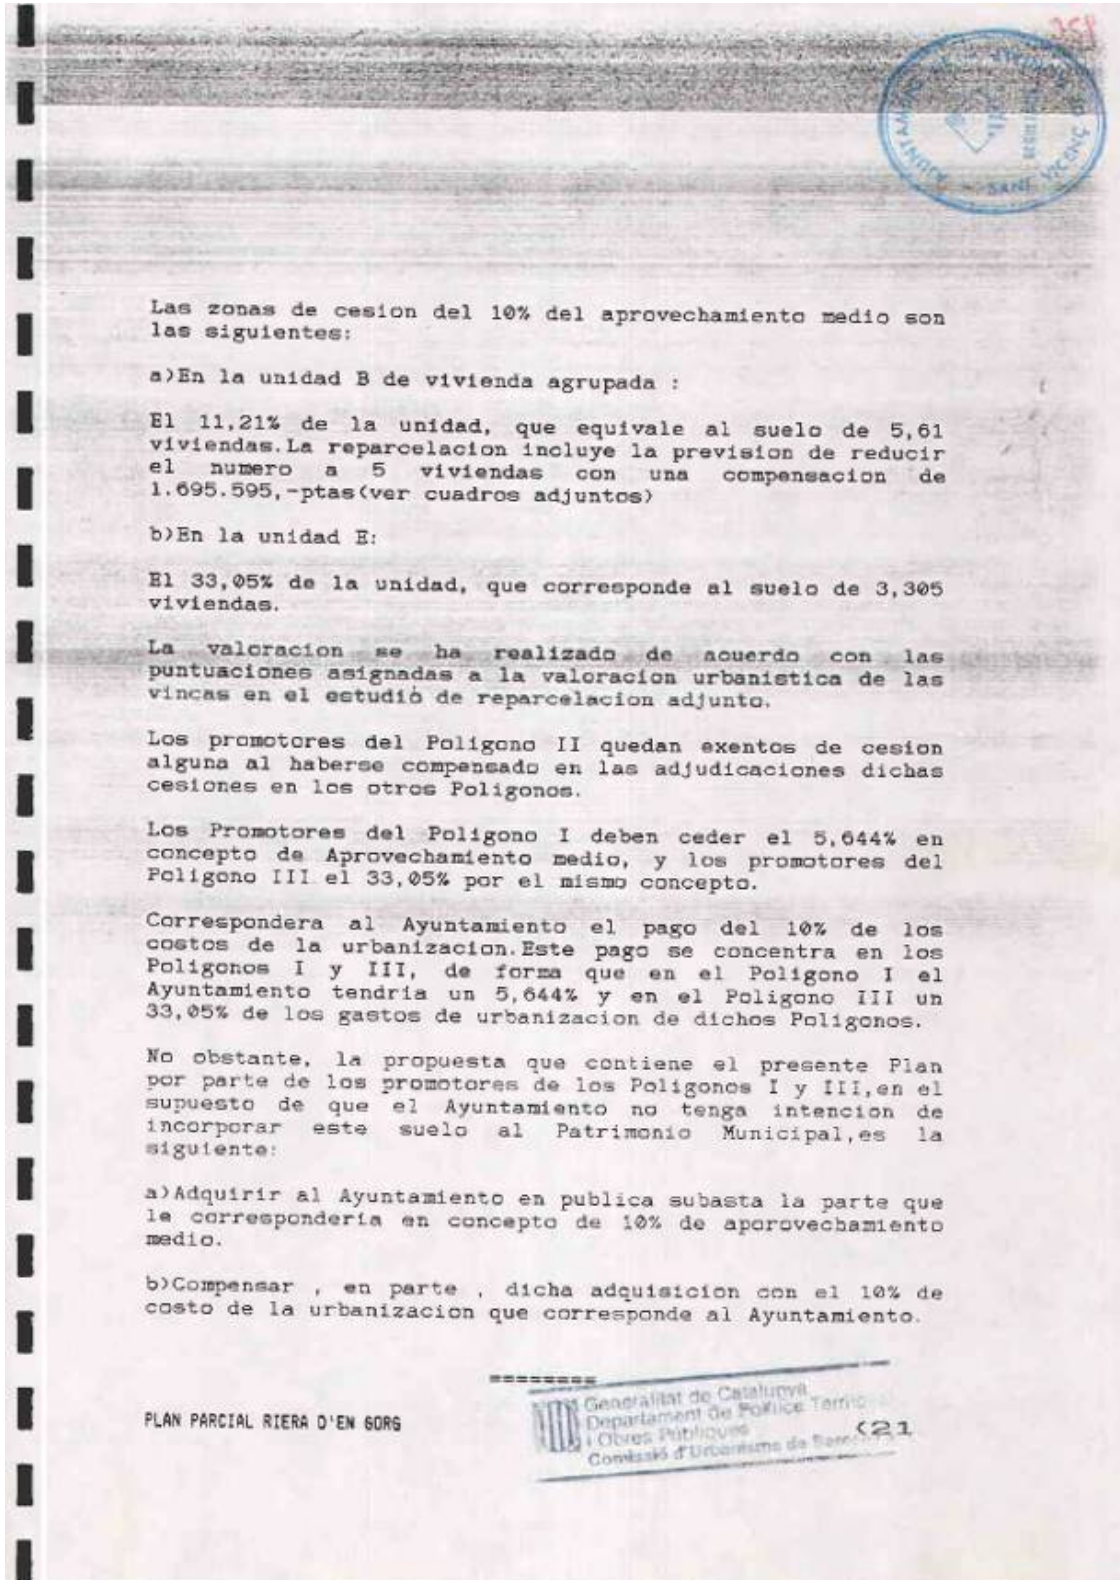 354
AJUNTAMENT DE
SANT VICENÇ DE
Las zonas de cesion del 10% del aprovechamiento medio son
las siguientes:
a)En la unidad B de vivienda agrupada :
El 11,21% de la unidad, que equivale al suelo de 5,61
viviendas.La reparcelacion incluye la prevision de reducir
el numero a 5 viviendas con una compensacion de
1.695.595,-ptas(ver cuadros adjuntos)
b)En la unidad E:
El 33,05% de la unidad, que corresponde al suelo de 3,305
viviendas.
La valoracion se ha realizado de acuerdo con las
puntuaciones asignadas a la valoracion urbanistica de las
vincas en el estudió de reparcelacion adjunto.
Los promotores del Poligono II quedan exentos de cesion
alguna al haberse compensado en las adjudicaciones dichas
cesiones en los otros Poligonos.
Los Promotores del Poligono I deben ceder el 5,644% en
concepto de Aprovechamiento medio, y los promotores del
Poligono III el 33,05% por el mismo concepto.
Correspondera al Ayuntamiento el pago del 10% de los
costos de la urbanizacion.Este pago se concentra en los
Poligonos I y III, de forma que en el Poligono I el
Ayuntamiento tendria un 5,644% y en el Poligono III un
33,05% de los gastos de urbanizacion de dichos Poligonos.
No obstante, la propuesta que contiene el presente Plan
por parte de los promotores de los Poligonos I y III,en el
supuesto de que el Ayuntamiento no tenga intencion de
incorporar este suelo al Patrimonio Municipal,es la
siguiente:
a)Adquirir al Ayuntamiento en publica subasta la parte que
le corresponderia en concepto de 10% de aporovechamiento
medio.
b)Compensar , en parte , dicha adquisicion con el 10% de
costo de la urbanizacion que corresponde al Ayuntamiento.
=========
PLAN PARCIAL RIERA D'EN GORG
Generalitat de Catalunya
Departament de Política Territo
i Obres Públiques
Comissió d'Urbanisme de Barce
(21